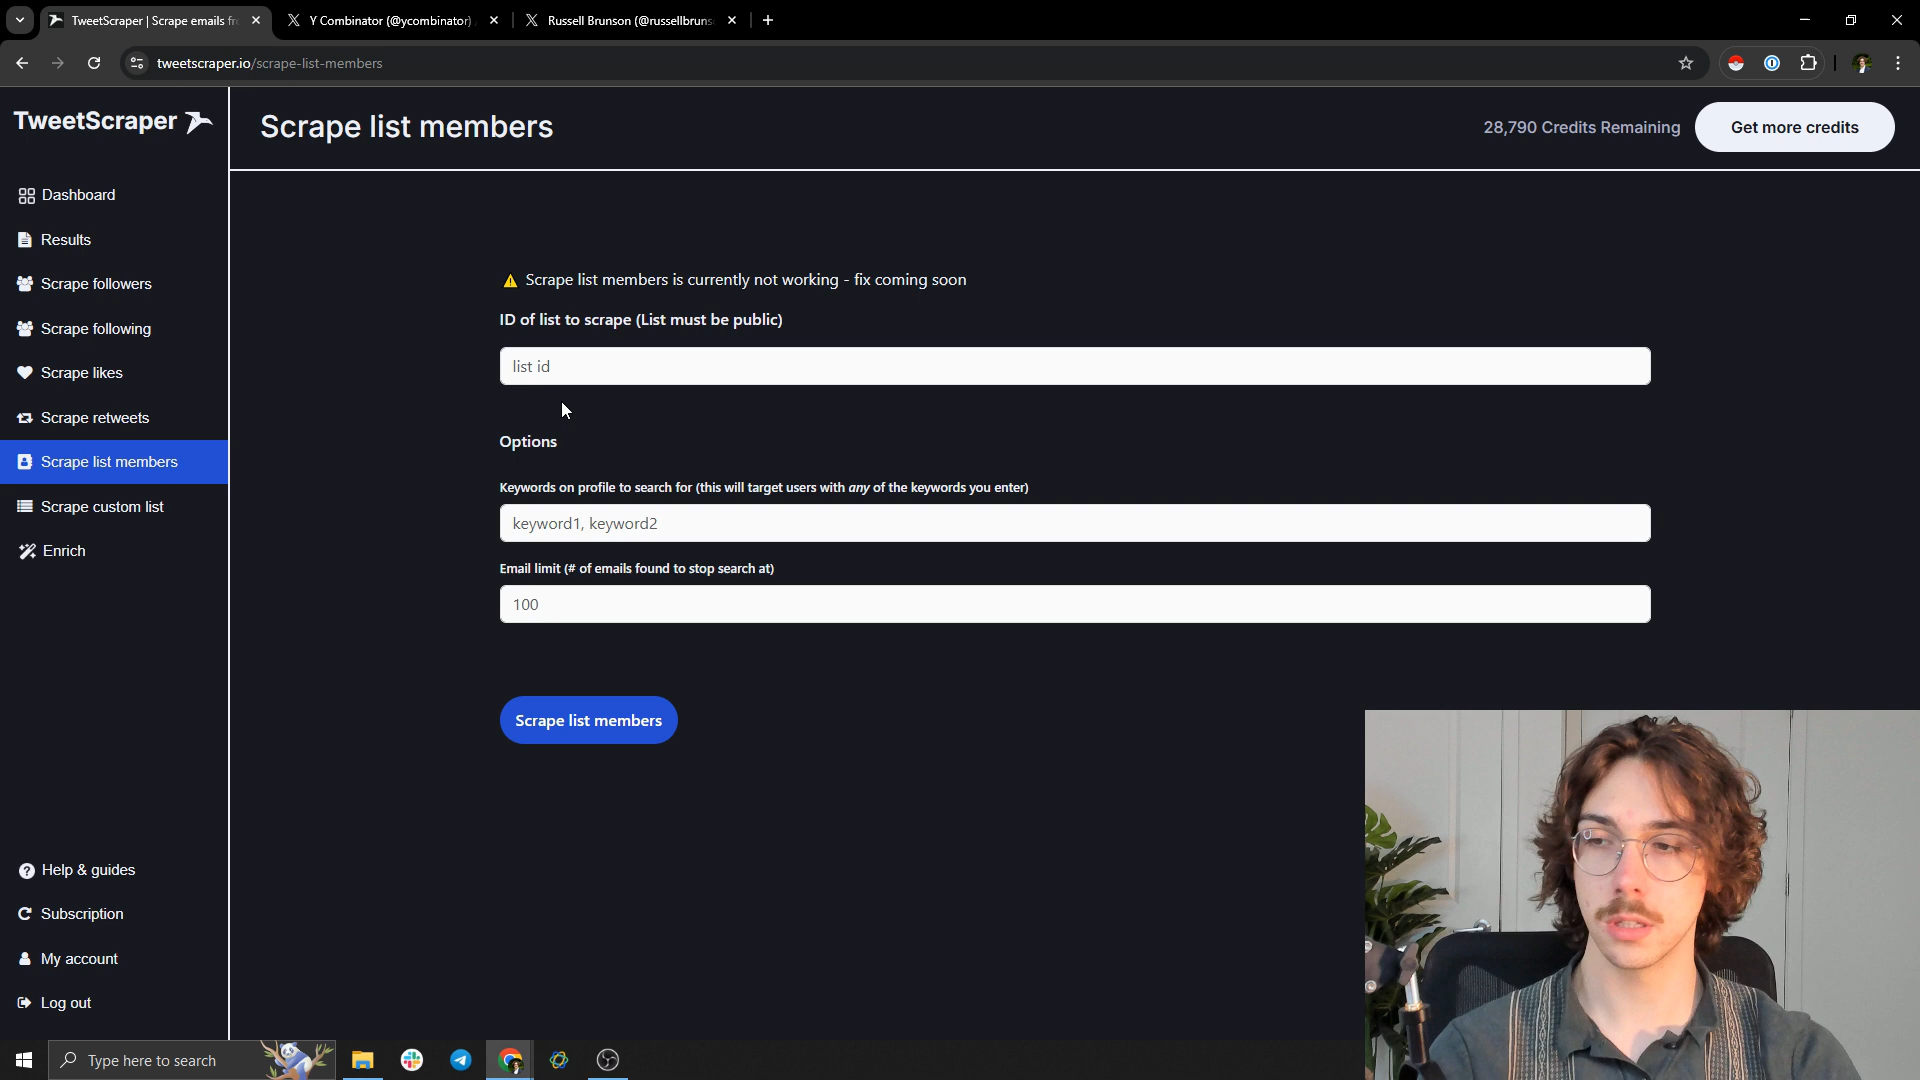 TweetScraper | Scrape emails fr
Y Combinator (@ycombinator)
Russell Brunson (@russellbruns
tweetscraper.io/scrape-list-members
TweetScraper
Scrape list members
28,790 Credits Remaining
Get more credits
Dashboard
Results
Scrape followers
Scrape following
Scrape likes
Scrape retweets
Scrape list members
Scrape custom list
Enrich
Scrape list members is currently not working - fix coming soon
ID of list to scrape (List must be public)
list id
Options
Keywords on profile to search for (this will target users with any of the keywords you enter)
keyword1, keyword2
Email limit (# of emails found to stop search at)
100
Scrape list members
Help & guides
Subscription
My account
Log out
Type here to search